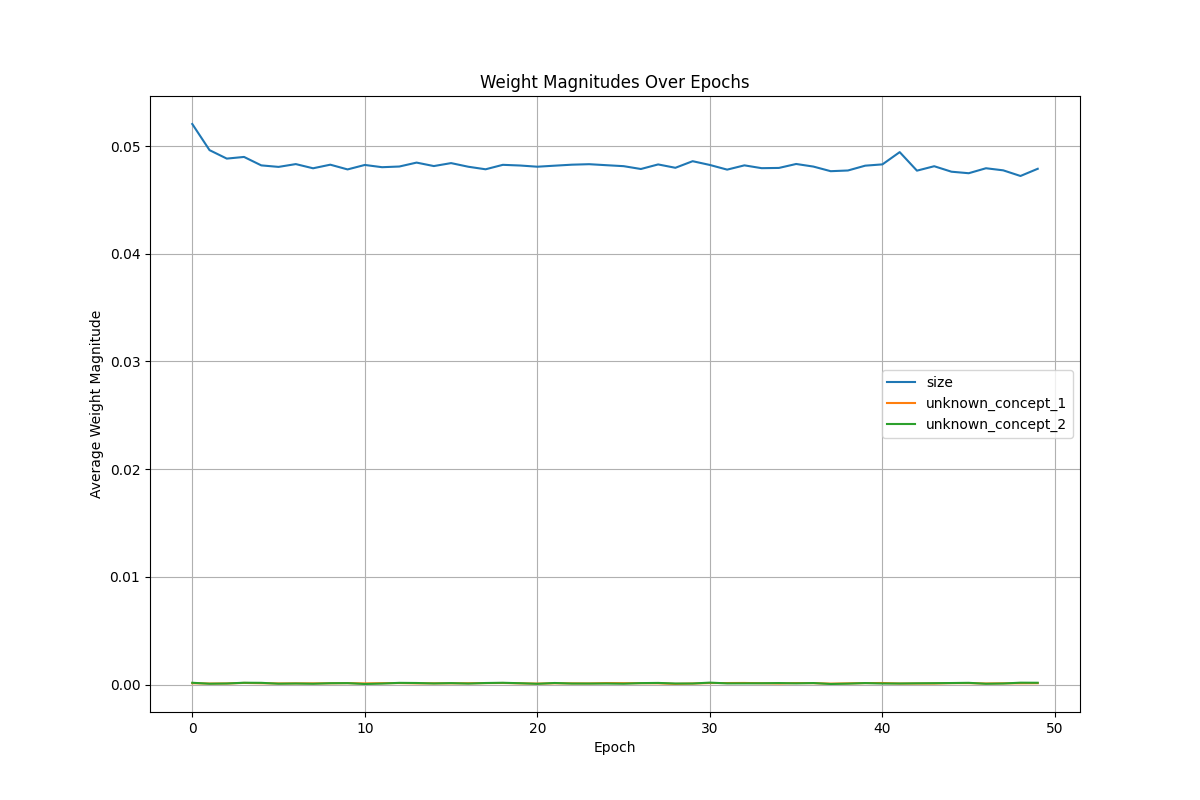 Weight Magnitudes Over Epochs
0.05
0.04
0.03
0.02
0.01
0.00
Average Weight Magnitude
size
unknown_concept_1
unknown_concept_2
0 10 20 30 40 50
Epoch